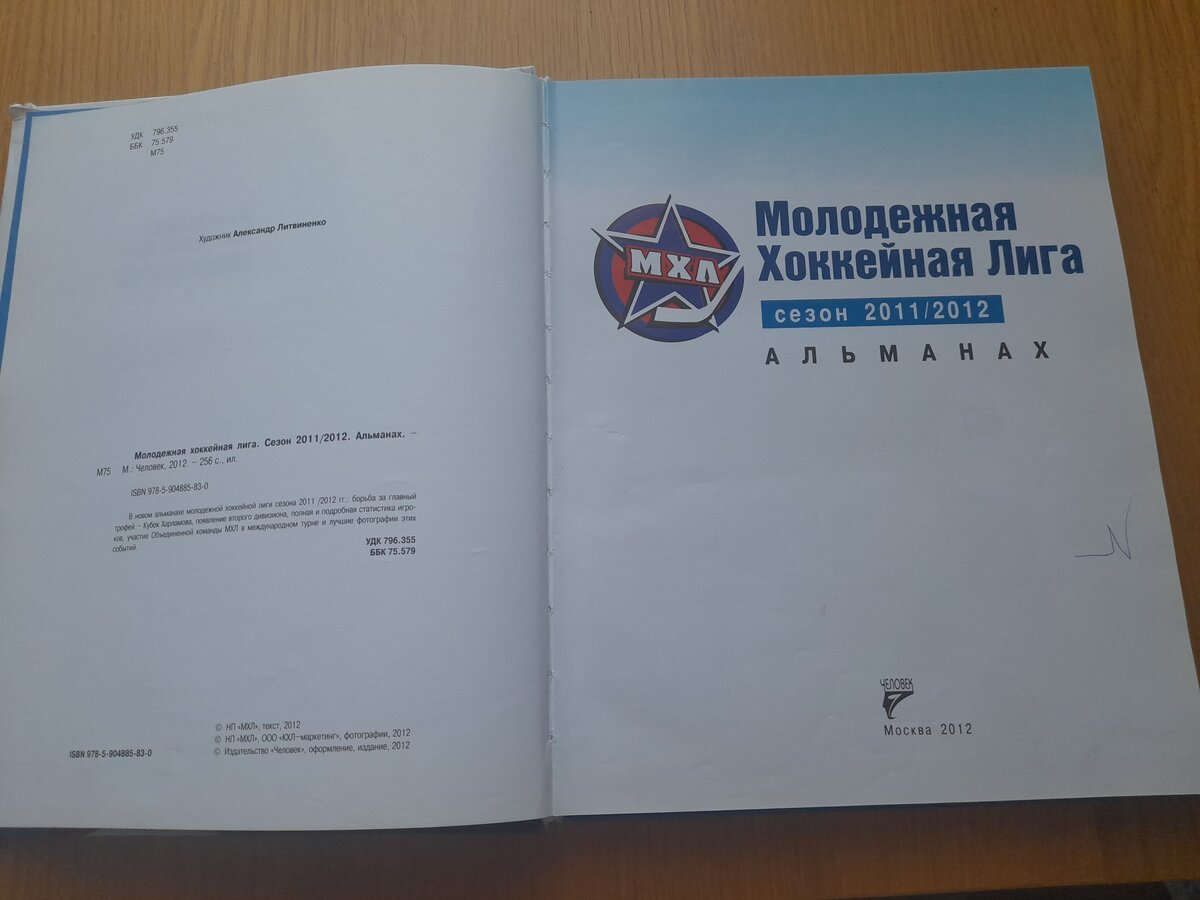 УДК 796.355
ББК 75.579
М75
Художник Александр Литвиненко
Молодежная хоккейная лига. Сезон 2011/2012. Альманах. –
М75 М.: Человек, 2012. – 256 с., ил.
ISBN 978-5-904885-83-0
В новом альманахе молодежной хоккейной лиги сезона 2011 /2012 гг.: борьба за главный
трофей – Кубок Харламова, появление второго дивизиона, полная и подробная статистика игро-
ков, участие Объединенной команды МХЛ в международном турне и лучшие фотографии этих
событий.
УДК 796.355
ББК 75.579
© НП «МХЛ», текст, 2012
© НП «МХЛ», ООО «КХЛ–маркетинг», фотографии, 2012
© Издательство «Человек», оформление, издание, 2012
ISBN 978-5-904885-83-0
МХЛ
Молодежная
Хоккейная Лига
сезон 2011/2012
АЛЬМАНАХ
ЧЕЛОВЕК
Москва 2012